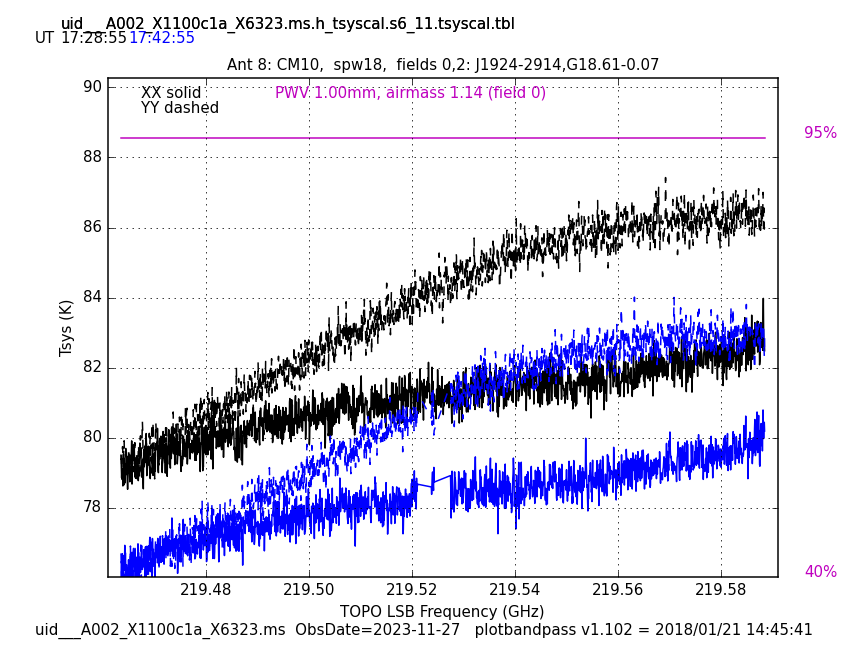 uid___A002_X1100c1a_X6323.ms.h_tsyscal.s6_11.tsyscal.tbl
UT 17:28:55 17:42:55
Ant 8: CM10,  spw18,  fields 0,2: J1924-2914,G18.61-0.07
XX solid
YY dashed
PWV 1.00mm, airmass 1.14 (field 0)
95%
40%
90
88
86
84
82
80
78
Tsys (K)
219.48 219.50 219.52 219.54 219.56 219.58
TOPO LSB Frequency (GHz)
uid___A002_X1100c1a_X6323.ms  ObsDate=2023-11-27   plotbandpass v1.102 = 2018/01/21 14:45:41